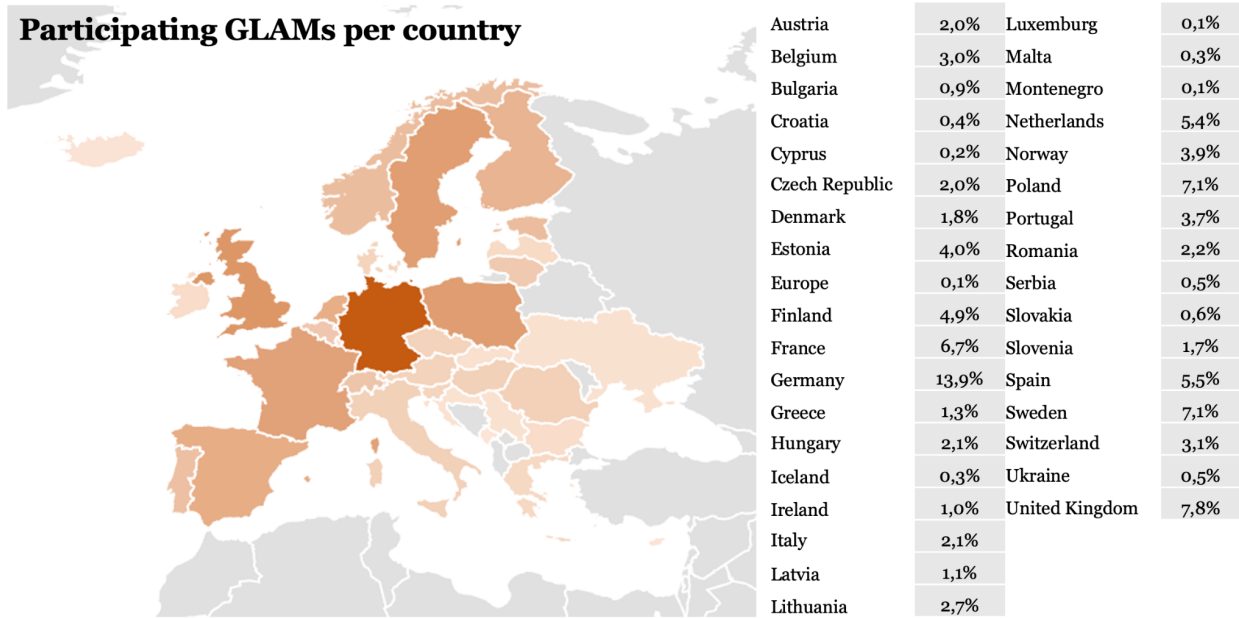 Participating GLAMs per country
Austria 2,0% Luxemburg 0,1%
Belgium 3,0% Malta 0,3%
Bulgaria 0,9% Montenegro 0,1%
Croatia 0,4% Netherlands 5,4%
Cyprus 0,2% Norway 3,9%
Czech Republic 2,0% Poland 7,1%
Denmark 1,8% Portugal 3,7%
Estonia 4,0% Romania 2,2%
Europe 0,1% Serbia 0,5%
Finland 4,9% Slovakia 0,6%
France 6,7% Slovenia 1,7%
Germany 13,9% Spain 5,5%
Greece 1,3% Sweden 7,1%
Hungary 2,1% Switzerland 3,1%
Iceland 0,3% Ukraine 0,5%
Ireland 1,0% United Kingdom 7,8%
Italy 2,1%
Latvia 1,1%
Lithuania 2,7%